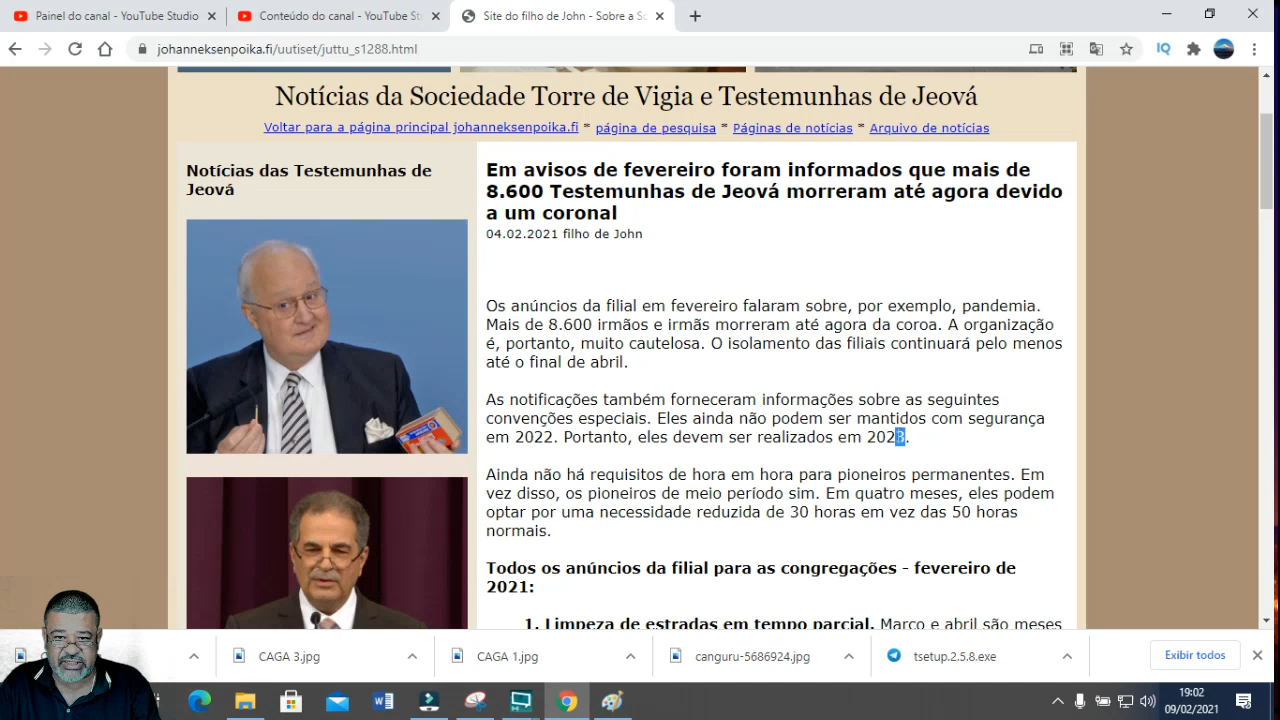 Painel do canal - YouTube Studio
Conteúdo do canal - YouTube St
Site do filho de John - Sobre a So
johanneksenpoika.fi/uutiset/juttu_s1288.html
Notícias da Sociedade Torre de Vigia e Testemunhas de Jeová
Voltar para a página principal johanneksenpoika.fi * página de pesquisa * Páginas de notícias * Arquivo de notícias
Notícias das Testemunhas de
Jeová
Em avisos de fevereiro foram informados que mais de
8.600 Testemunhas de Jeová morreram até agora devido
a um coronal
04.02.2021 filho de John
Os anúncios da filial em fevereiro falaram sobre, por exemplo, pandemia.
Mais de 8.600 irmãos e irmãs morreram até agora da coroa. A organização
é, portanto, muito cautelosa. O isolamento das filiais continuará pelo menos
até o final de abril.
As notificações também forneceram informações sobre as seguintes
convenções especiais. Eles ainda não podem ser mantidos com segurança
em 2022. Portanto, eles devem ser realizados em 2023.
Ainda não há requisitos de hora em hora para pioneiros permanentes. Em
vez disso, os pioneiros de meio período sim. Em quatro meses, eles podem
optar por uma necessidade reduzida de 30 horas em vez das 50 horas
normais.
Todos os anúncios da filial para as congregações - fevereiro de
2021:
1. Limpeza de estradas em tempo parcial. Março e abril são meses
CAGA 3.jpg
CAGA 1.jpg
canguru-5686924.jpg
tsetup.2.5.8.exe
Exibir todos
19:02
09/02/2021